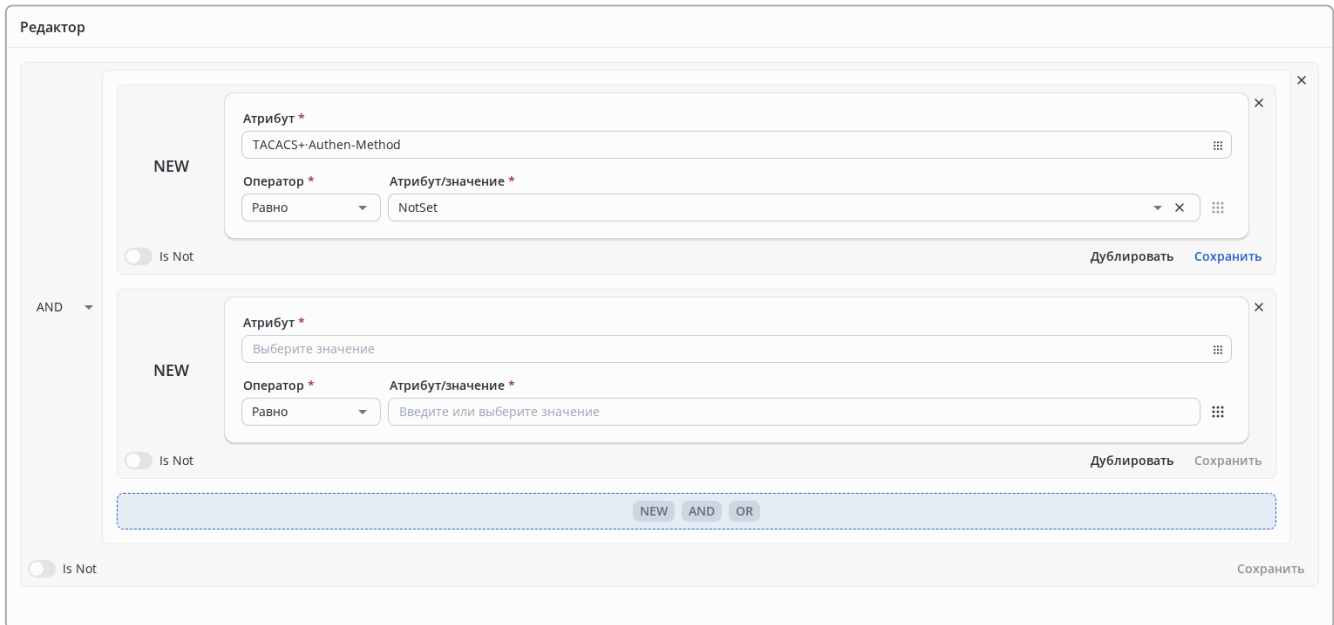 Редактор
NEW
Атрибут *
TACACS+·Authen-Method
Оператор * Атрибут/значение *
Равно NotSet
Is Not Дублировать Сохранить
AND
NEW
Атрибут *
Выберите значение
Оператор * Атрибут/значение *
Равно Введите или выберите значение
Is Not Дублировать Сохранить
NEW AND OR
Is Not Сохранить